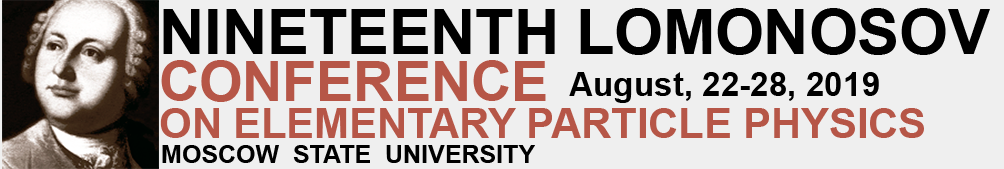 NINETEENTH LOMONOSOV
CONFERENCE August, 22-28, 2019
ON ELEMENTARY PARTICLE PHYSICS
MOSCOW STATE UNIVERSITY